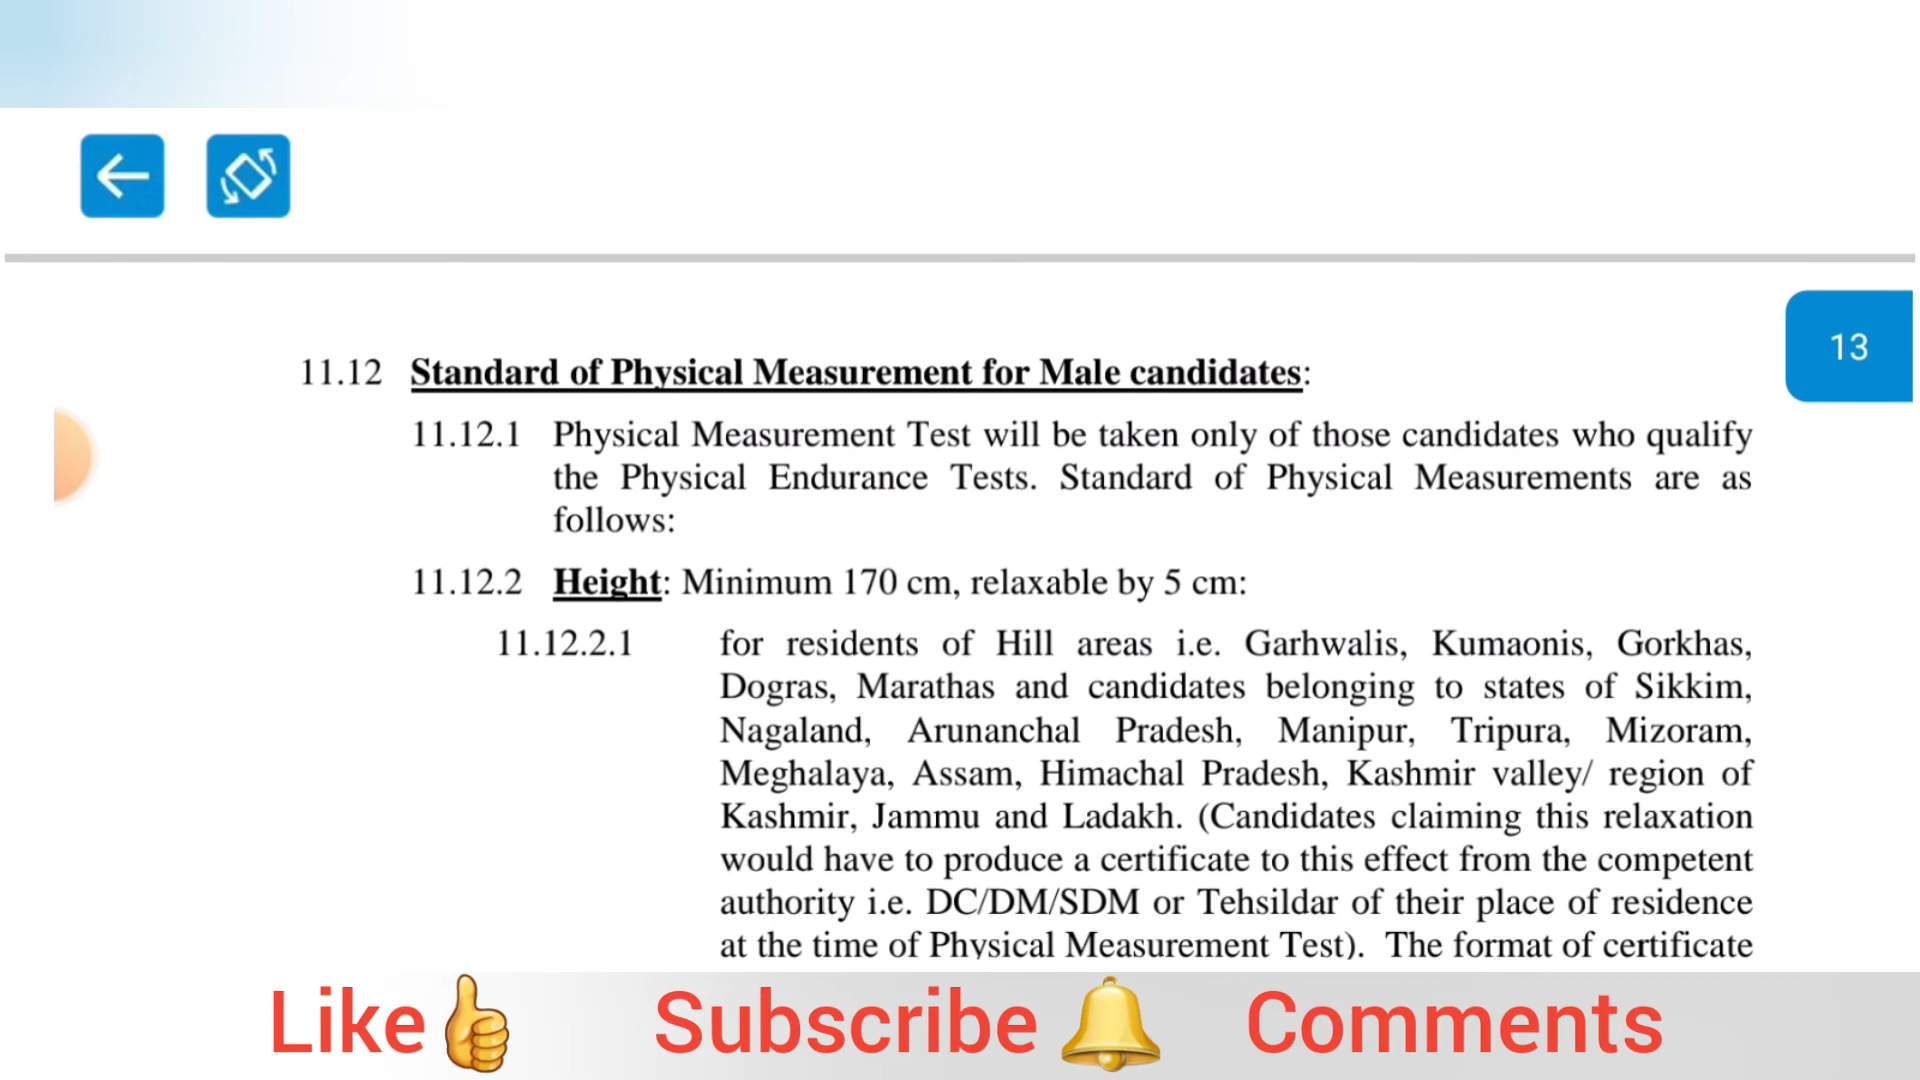 13
11.12 Standard of Physical Measurement for Male candidates:
11.12.1 Physical Measurement Test will be taken only of those candidates who qualify
the Physical Endurance Tests. Standard of Physical Measurements are as
follows:
11.12.2 Height: Minimum 170 cm, relaxable by 5 cm:
11.12.2.1 for residents of Hill areas i.e. Garhwalis, Kumaonis, Gorkhas,
Dogras, Marathas and candidates belonging to states of Sikkim,
Nagaland, Arunanchal Pradesh, Manipur, Tripura, Mizoram,
Meghalaya, Assam, Himachal Pradesh, Kashmir valley/ region of
Kashmir, Jammu and Ladakh. (Candidates claiming this relaxation
would have to produce a certificate to this effect from the competent
authority i.e. DC/DM/SDM or Tehsildar of their place of residence
at the time of Physical Measurement Test). The format of certificate
Like Subscribe Comments